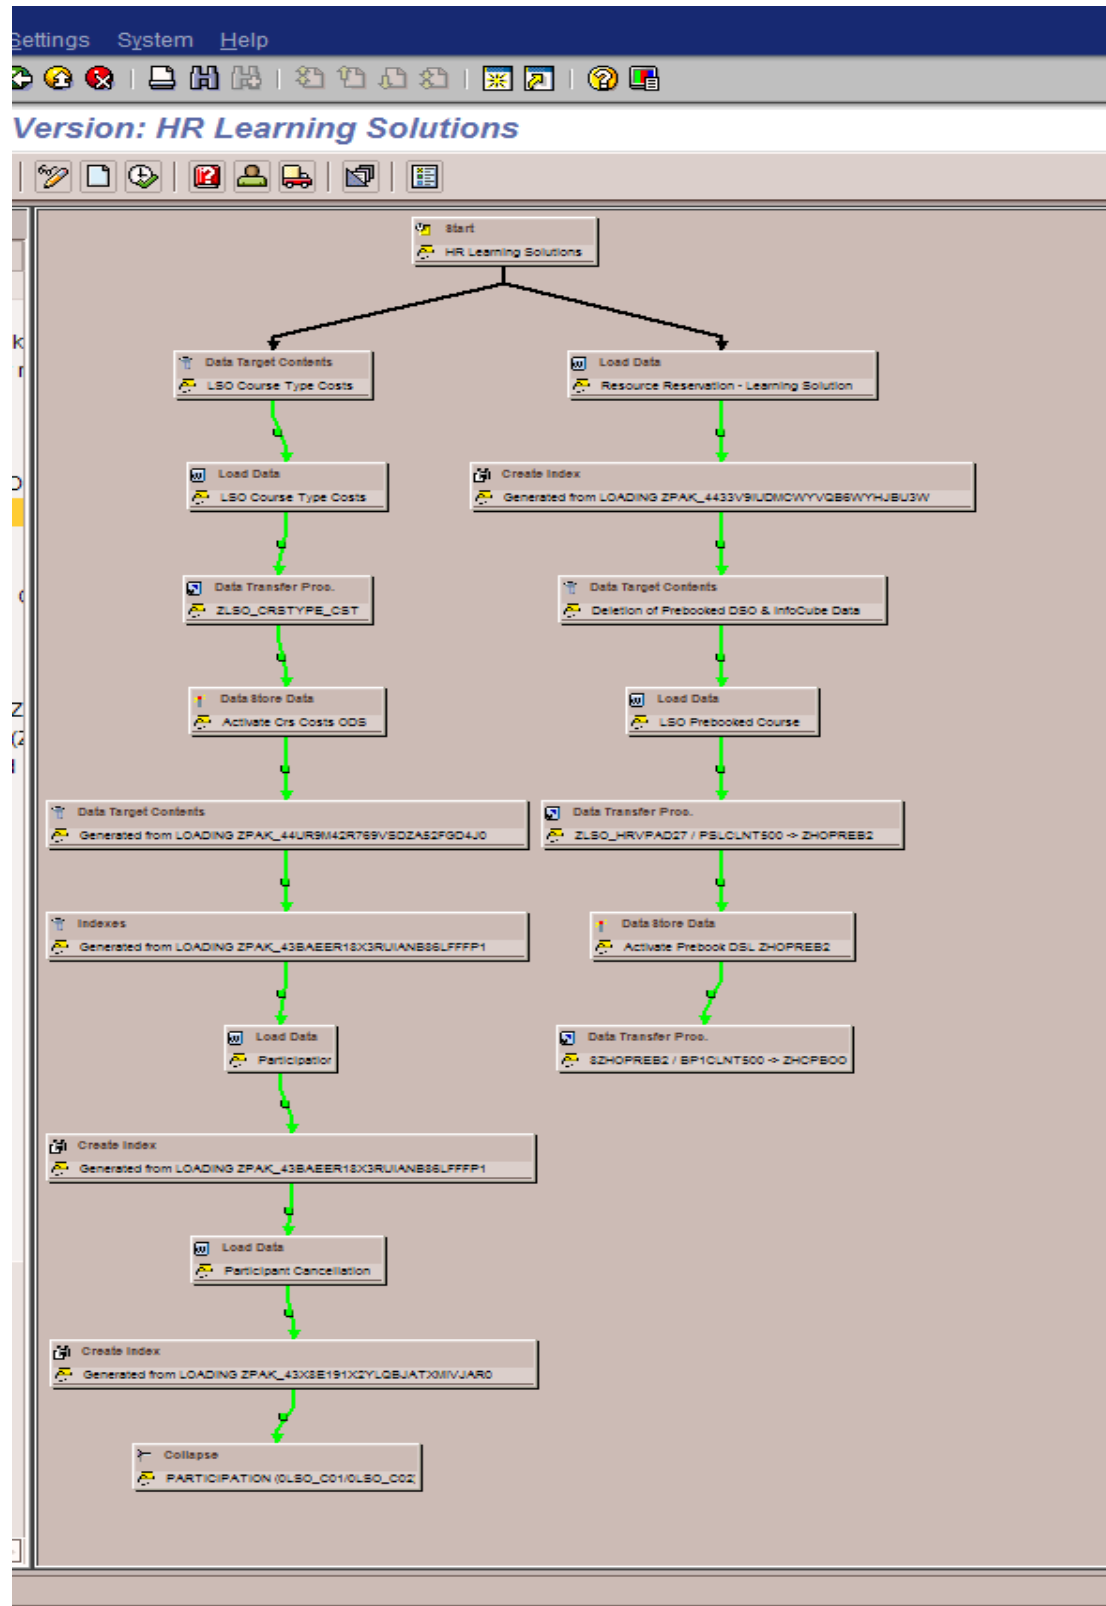 Settings System Help
Version: HR Learning Solutions
Start
HR Learning Solutions
Data Target Contents
LSO Course Type Costs
Load Data
LSO Course Type Costs
Data Transfer Proc.
ZLSO_CRSTYPE_CST
Data Store Data
Activate Crs Costs ODS
Data Target Contents
Generated from LOADING ZPAK_44UR9M42R769VSDZA52FGD4J0
Indexes
Generated from LOADING ZPAK_43BAEER18X3RUIANB86LFFFP1
Load Data
Participation
Create Index
Generated from LOADING ZPAK_43BAEER18X3RUIANB86LFFFP1
Load Data
Participant Cancellation
Create Index
Generated from LOADING ZPAK_43X8E191X2YLQBJATXMIVJAR0
Collapse
PARTICIPATION (0LSO_C01/0LSO_C02)
Load Data
Resource Reservation - Learning Solution
Create Index
Generated from LOADING ZPAK_4433V9IUDMCWYVQB6WYHJBU3W
Data Target Contents
Deletion of Prebooked DSO & InfoCube Data
Load Data
LSO Prebooked Course
Data Transfer Proc.
ZLSO_HRVPAD27 / PSLCLNT500 -> ZHOPREB2
Data Store Data
Activate Prebook DSL ZHOPREB2
Data Transfer Proc.
8ZHOPREB2 / BP1CLNT500 -> ZHCPBOO